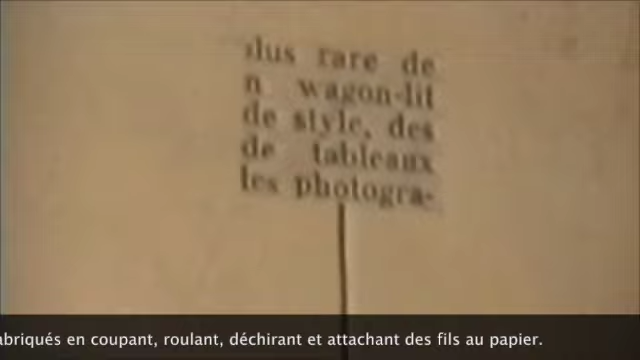 plus rare de
n wagon-lit
de style, des
de tableaux
les photogra-
abriqués en coupant, roulant, déchirant et attachant des fils au papier.